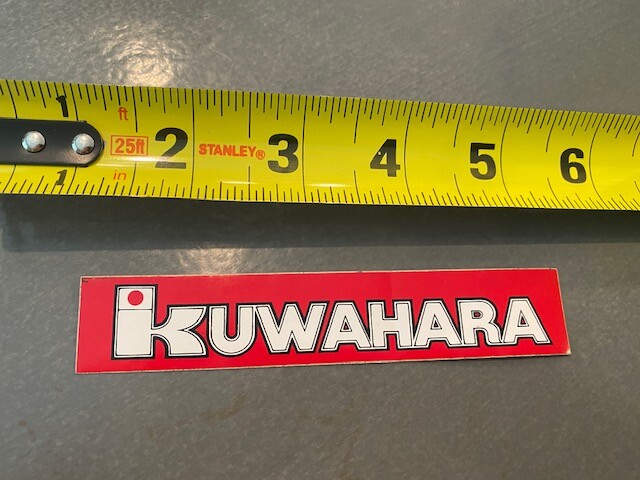 1 ft
25ft 2 STANLEY® 3 4 5 6
1 in
KUWAHARA